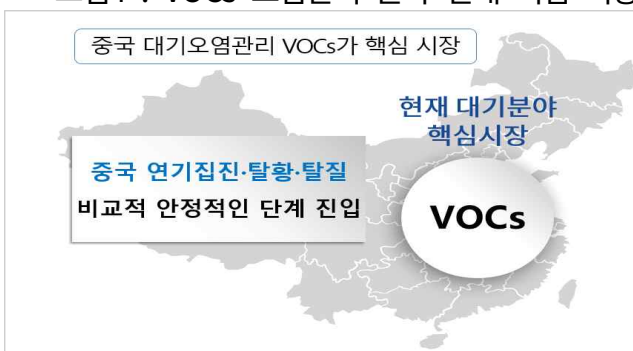 중국 대기오염관리 VOCs가 핵심 시장
현재 대기분야
핵심시장
중국 연기집진·탈황·탈질
비교적 안정적인 단계 진입
VOCs